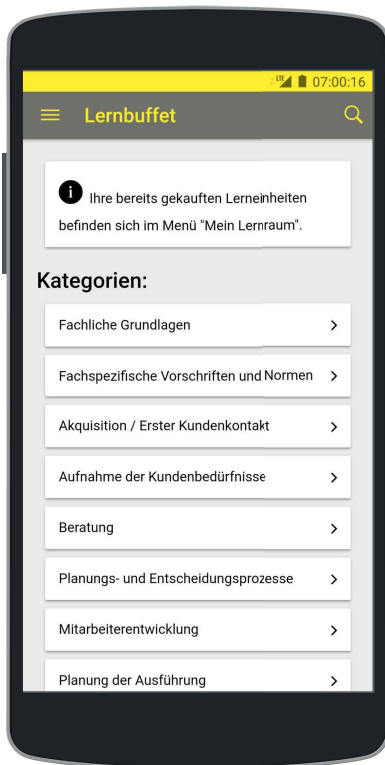 LTE 07:00:16
Lernbuffet
Ihre bereits gekauften Lerneinheiten
befinden sich im Menü "Mein Lernraum".
Kategorien:
Fachliche Grundlagen
Fachspezifische Vorschriften und Normen
Akquisition / Erster Kundenkontakt
Aufnahme der Kundenbedürfnisse
Beratung
Planungs- und Entscheidungsprozesse
Mitarbeiterentwicklung
Planung der Ausführung